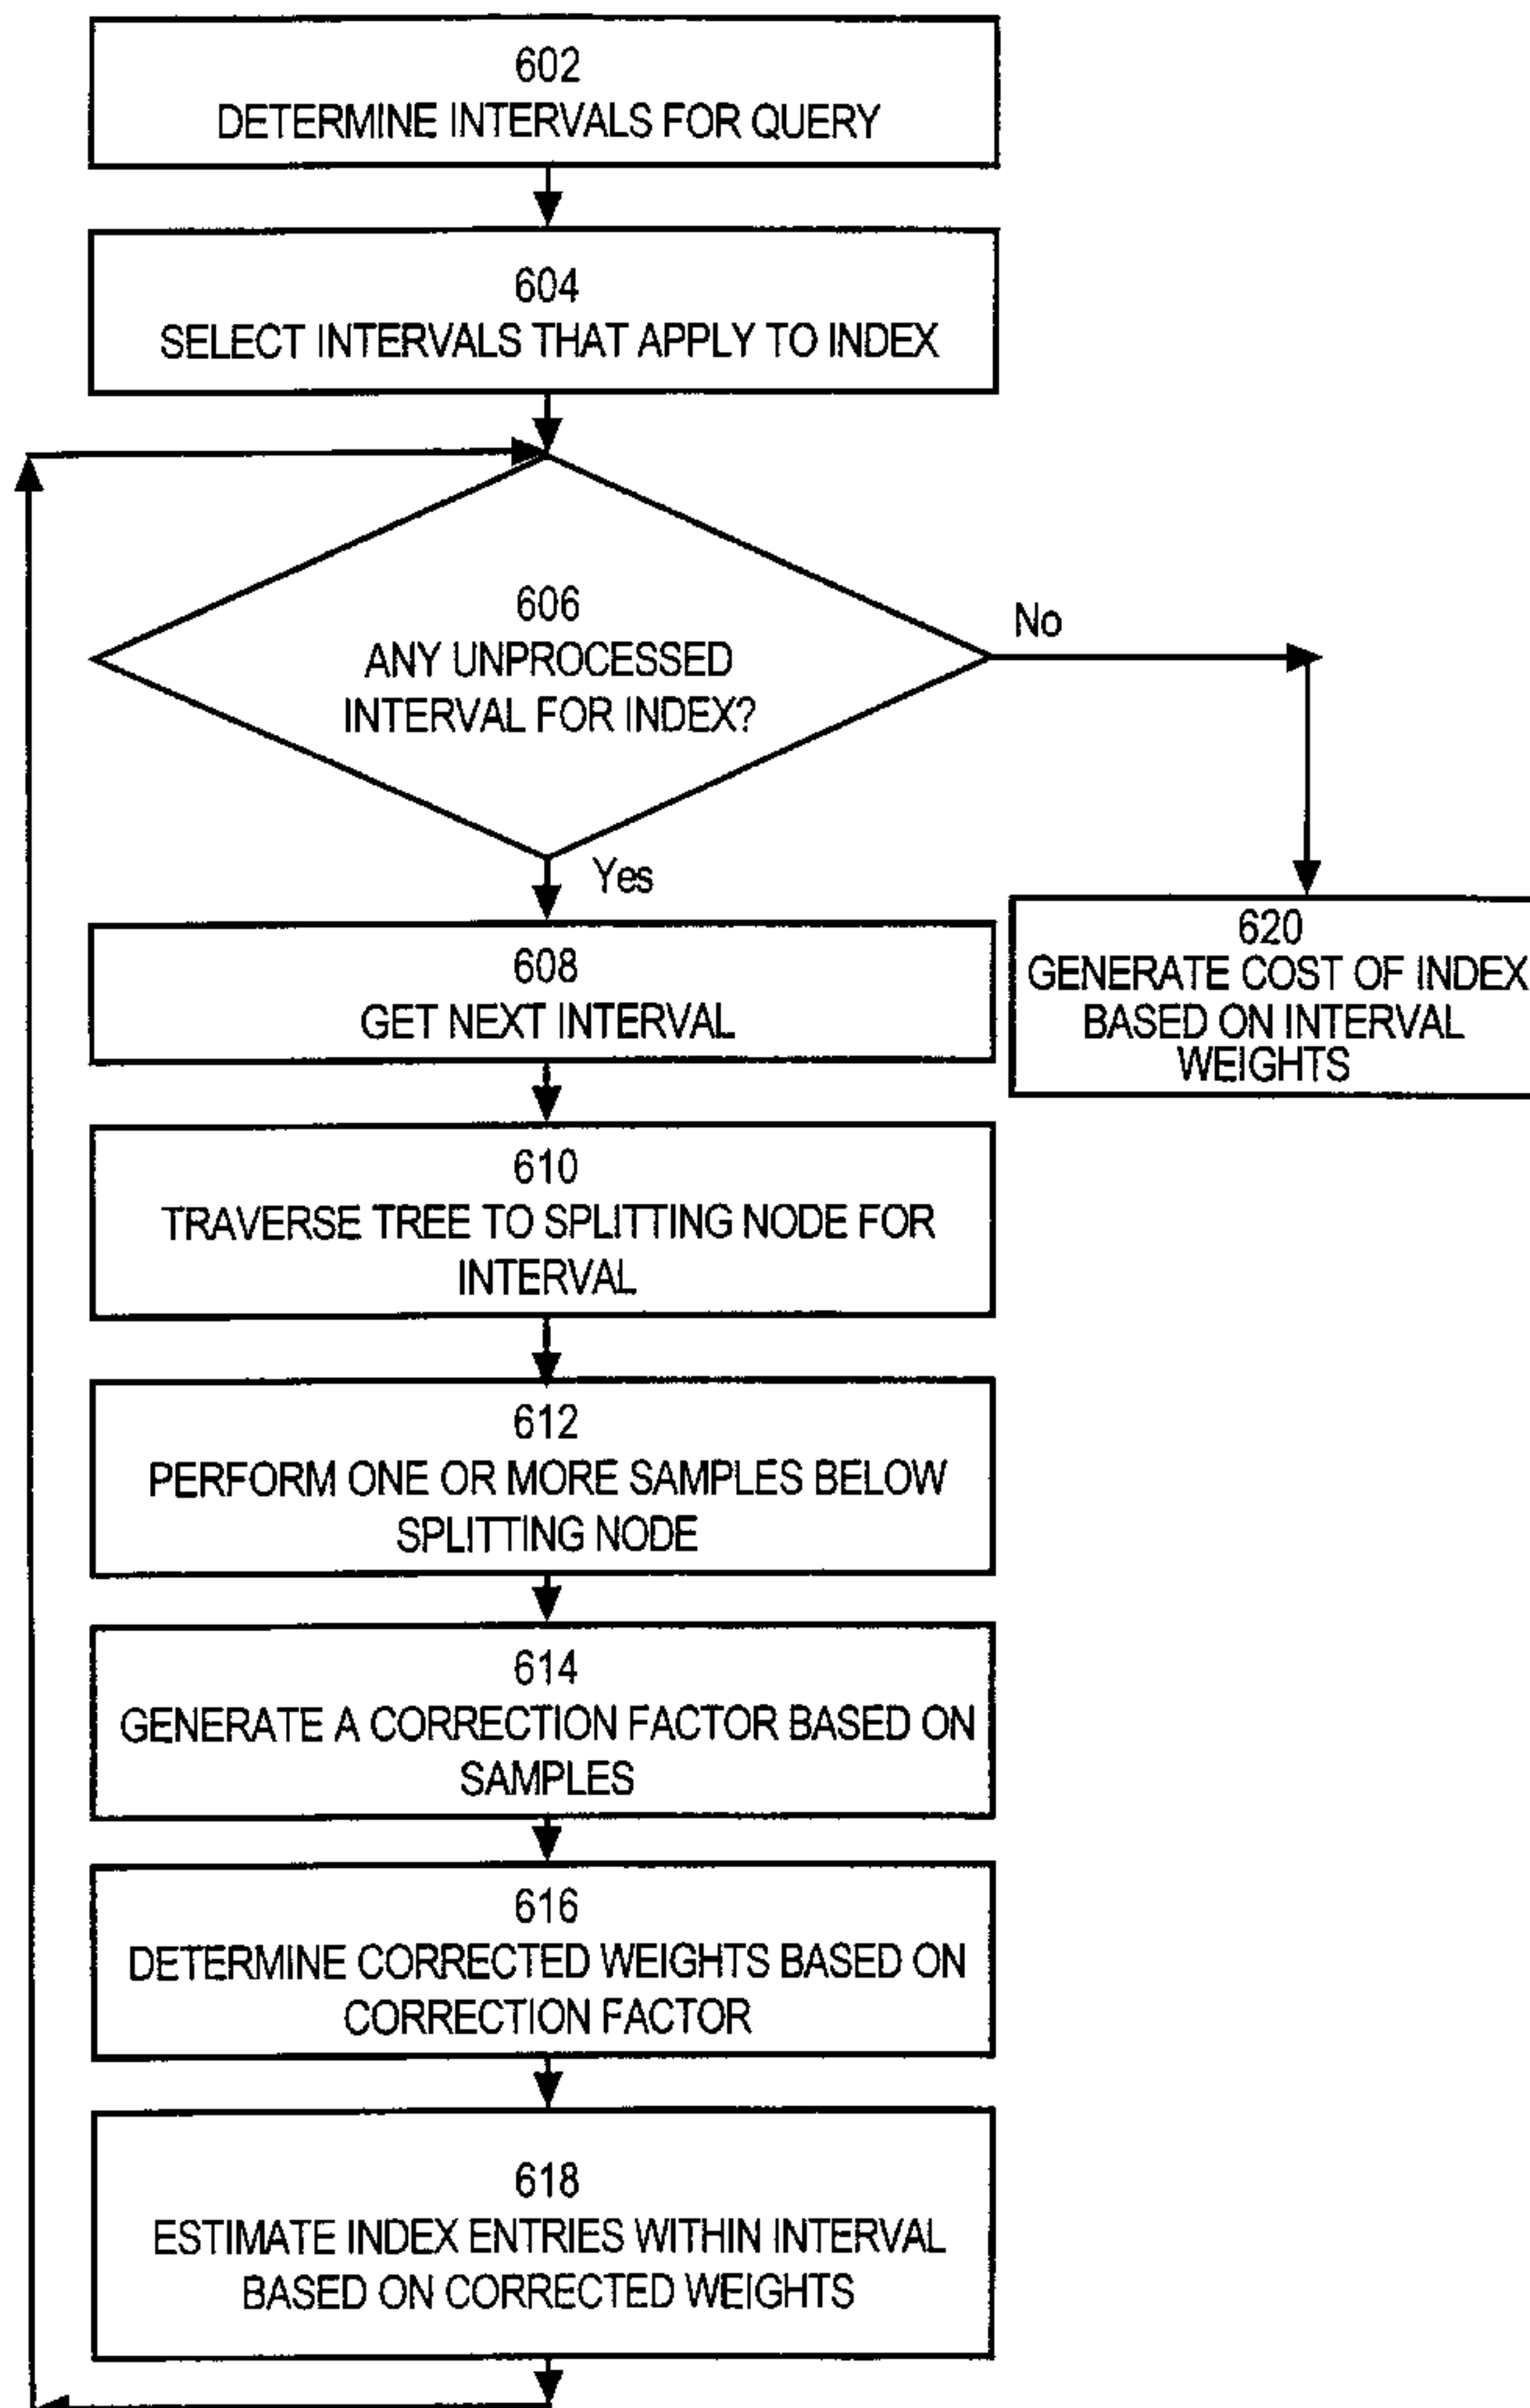 602
DETERMINE INTERVALS FOR QUERY
604
SELECT INTERVALS THAT APPLY TO INDEX
606
ANY UNPROCESSED
INTERVAL FOR INDEX?
No
Yes
608
GET NEXT INTERVAL
620
GENERATE COST OF INDEX
BASED ON INTERVAL
WEIGHTS
610
TRAVERSE TREE TO SPLITTING NODE FOR
INTERVAL
612
PERFORM ONE OR MORE SAMPLES BELOW
SPLITTING NODE
614
GENERATE A CORRECTION FACTOR BASED ON
SAMPLES
616
DETERMINE CORRECTED WEIGHTS BASED ON
CORRECTION FACTOR
618
ESTIMATE INDEX ENTRIES WITHIN INTERVAL
BASED ON CORRECTED WEIGHTS